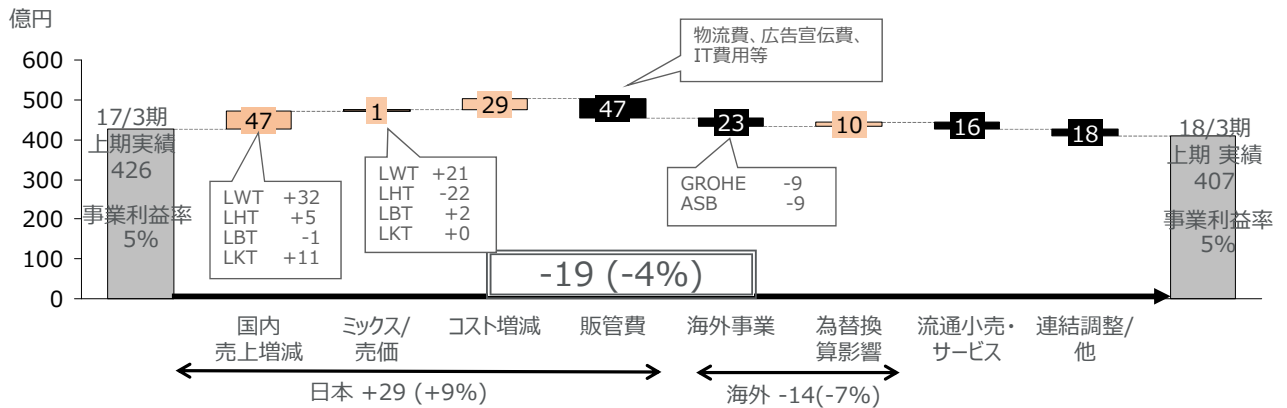 億円
600
500
400
300
200
100
0
17/3期
上期実績
426
事業利益率
5%
47
1
29
47
23
10
16
18
物流費、広告宣伝費、
IT費用等
LWT +32
LHT +5
LBT -1
LKT +11
LWT +21
LHT -22
LBT +2
LKT +0
GROHE -9
ASB -9
18/3期
上期 実績
407
事業利益率
5%
-19 (-4%)
国内
売上増減
ミックス/
売価
コスト増減
販管費
海外事業
為替換
算影響
流通小売・
サービス
連結調整/
他
日本 +29 (+9%)
海外 -14(-7%)